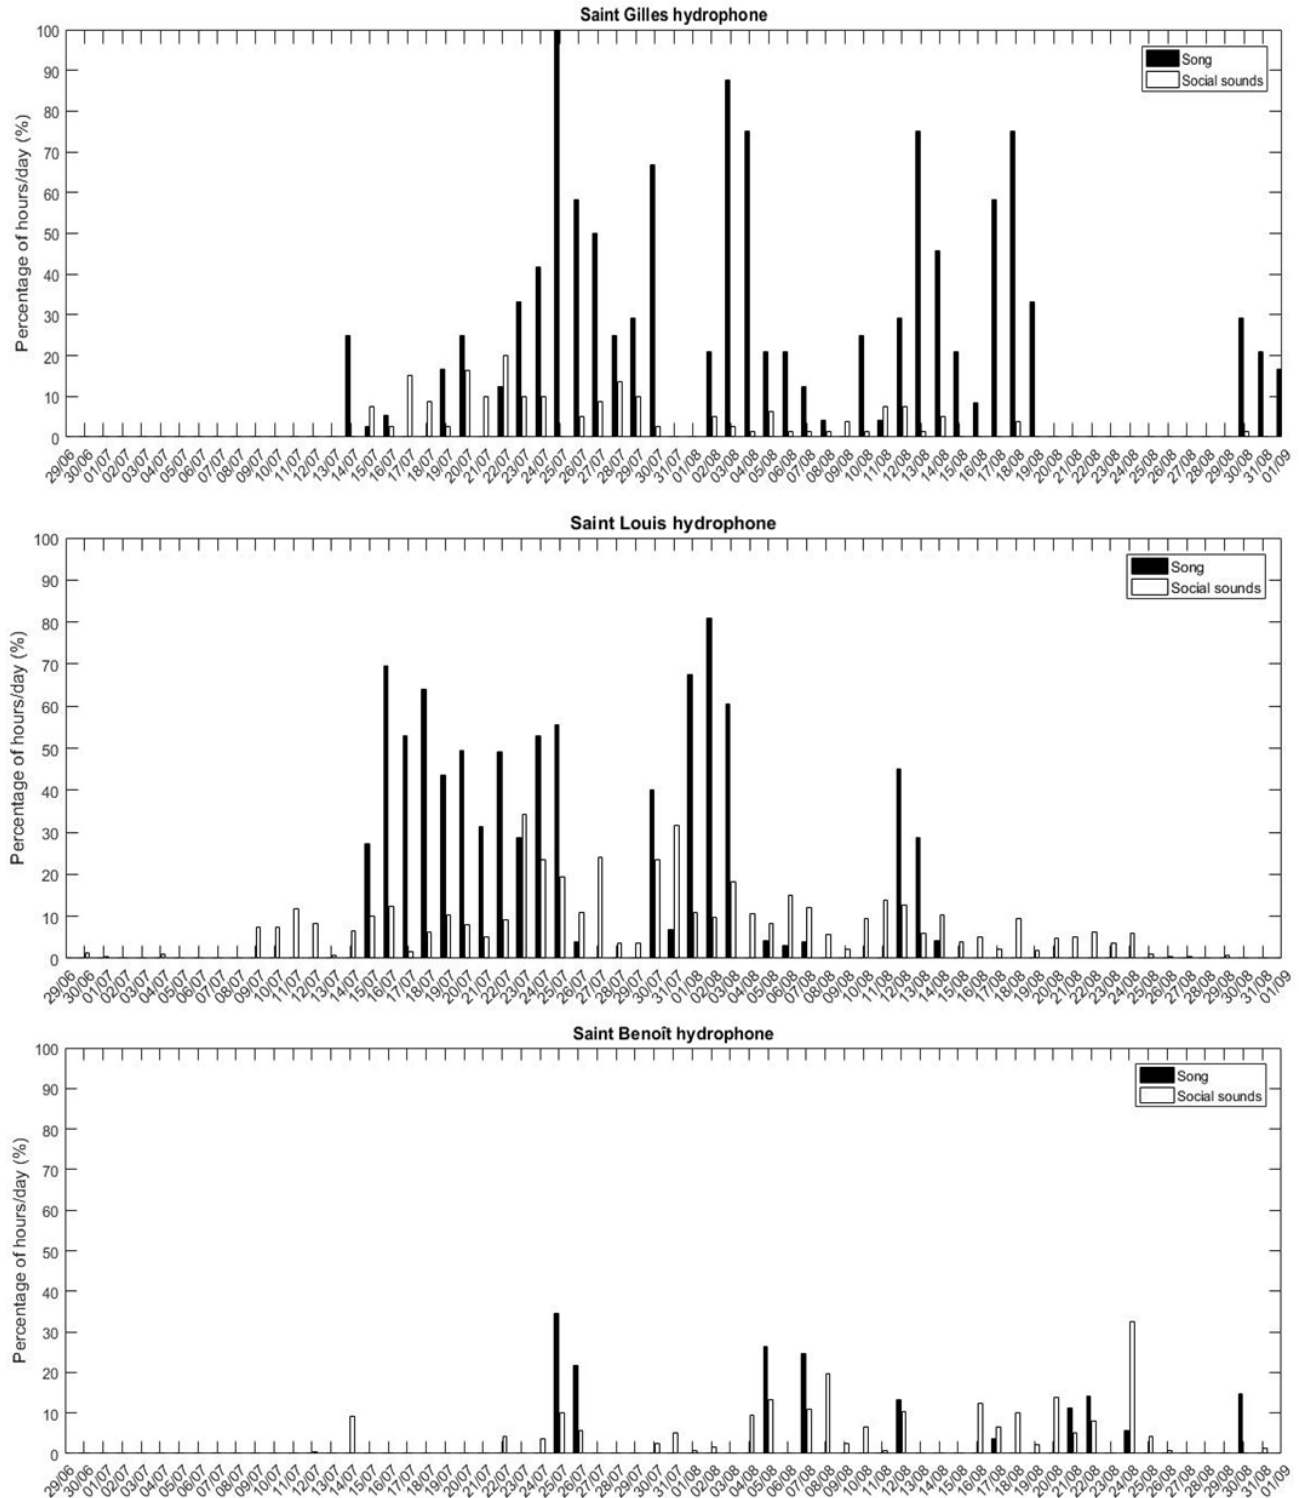 Saint Gilles hydrophone
100
90
80
70
60
50
40
30
20
10
0
Percentage of hours/day (%)
Song
Social sounds
29/06 30/06 01/07 02/07 03/07 04/07 05/07 06/07 07/07 08/07 09/07 10/07 11/07 12/07 13/07 14/07 15/07 16/07 17/07 18/07 19/07 20/07 21/07 22/07 23/07 24/07 25/07 26/07 27/07 28/07 29/07 30/07 31/07 01/08 02/08 03/08 04/08 05/08 06/08 07/08 08/08 09/08 10/08 11/08 12/08 13/08 14/08 15/08 16/08 17/08 18/08 19/08 20/08 21/08 22/08 23/08 24/08 25/08 26/08 27/08 28/08 29/08 30/08 31/08 01/09
Saint Louis hydrophone
100
90
80
70
60
50
40
30
20
10
0
Percentage of hours/day (%)
Song
Social sounds
29/06 30/06 01/07 02/07 03/07 04/07 05/07 06/07 07/07 08/07 09/07 10/07 11/07 12/07 13/07 14/07 15/07 16/07 17/07 18/07 19/07 20/07 21/07 22/07 23/07 24/07 25/07 26/07 27/07 28/07 29/07 30/07 31/07 01/08 02/08 03/08 04/08 05/08 06/08 07/08 08/08 09/08 10/08 11/08 12/08 13/08 14/08 15/08 16/08 17/08 18/08 19/08 20/08 21/08 22/08 23/08 24/08 25/08 26/08 27/08 28/08 29/08 30/08 31/08 01/09
Saint Benoît hydrophone
100
90
80
70
60
50
40
30
20
10
0
Percentage of hours/day (%)
Song
Social sounds
29/06 30/06 01/07 02/07 03/07 04/07 05/07 06/07 07/07 08/07 09/07 10/07 11/07 12/07 13/07 14/07 15/07 16/07 17/07 18/07 19/07 20/07 21/07 22/07 23/07 24/07 25/07 26/07 27/07 28/07 29/07 30/07 31/07 01/08 02/08 03/08 04/08 05/08 06/08 07/08 08/08 09/08 10/08 11/08 12/08 13/08 14/08 15/08 16/08 17/08 18/08 19/08 20/08 21/08 22/08 23/08 24/08 25/08 26/08 27/08 28/08 29/08 30/08 31/08 01/09